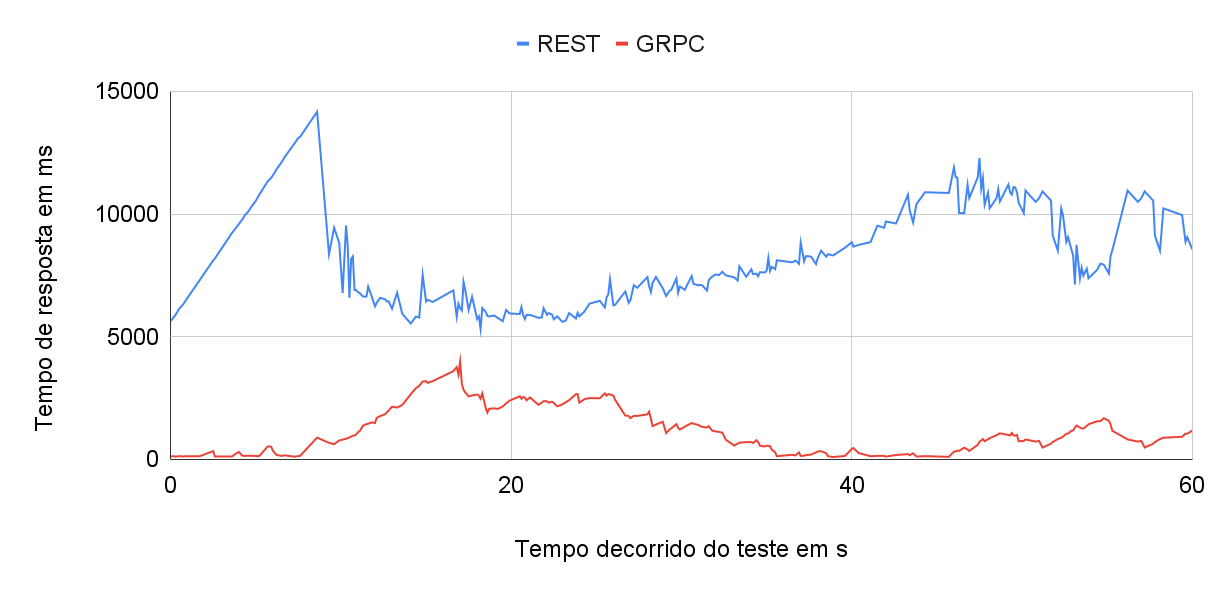 REST GRPC
15000
10000
5000
0
0 20 40 60
Tempo de resposta em ms
Tempo decorrido do teste em s